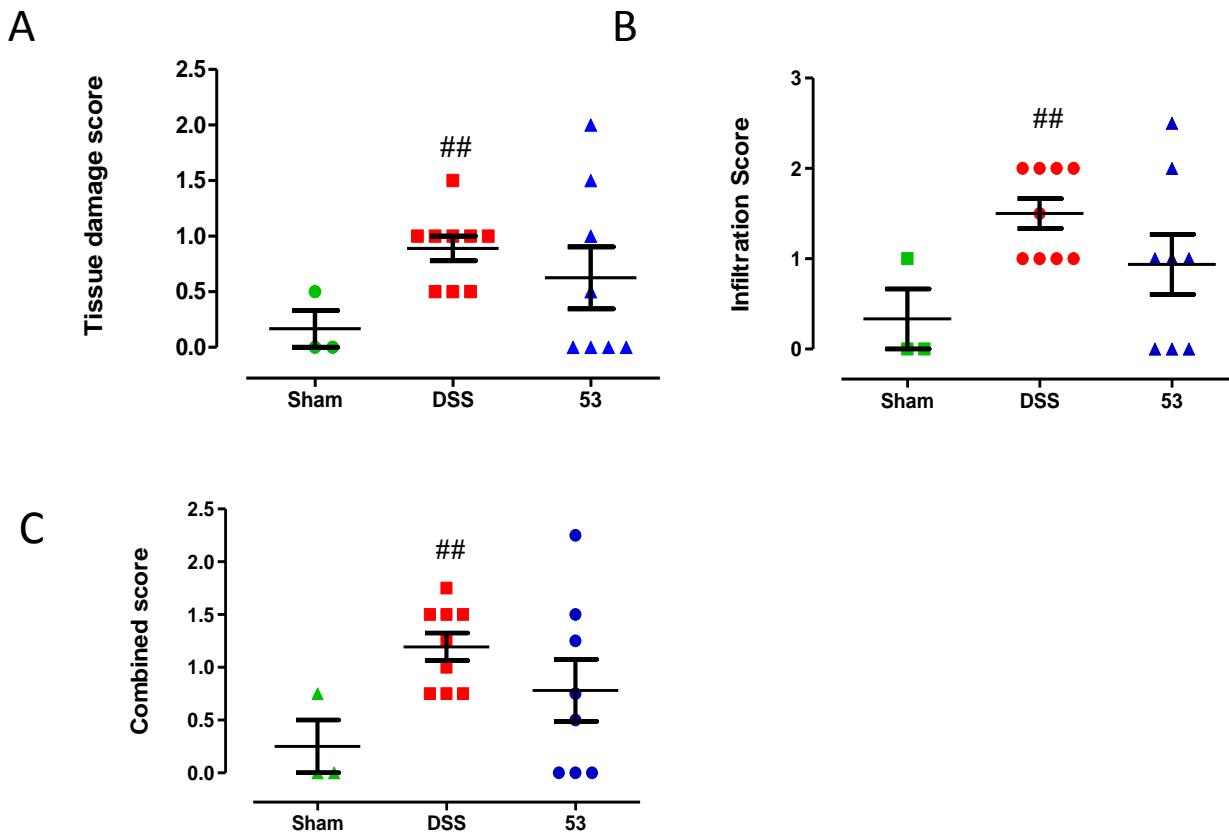 A
Tissue damage score
2.5
2.0
1.5
1.0
0.5
0.0
##
Sham DSS 53
B
Infiltration Score
3
2
1
0
##
Sham DSS 53
C
Combined score
2.5
2.0
1.5
1.0
0.5
0.0
##
Sham DSS 53